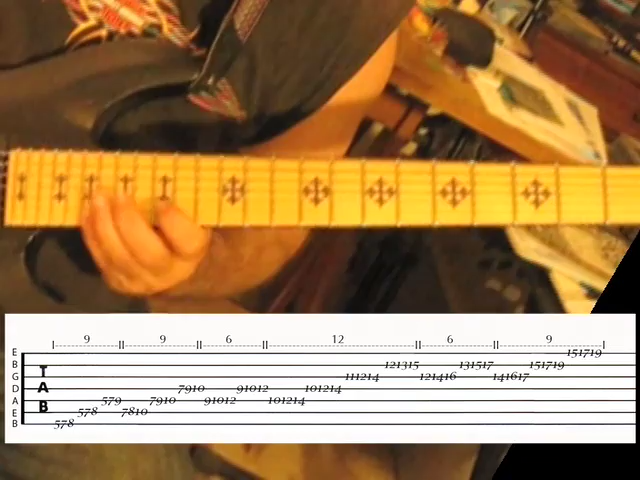 9 9 6 12 6 9
E 151719
B 121315 131517 151719
T
G 111214 121416 141617
D A 7910 91012 101214
A 579 7910 91012 101214
B
E 578 7810
B 578